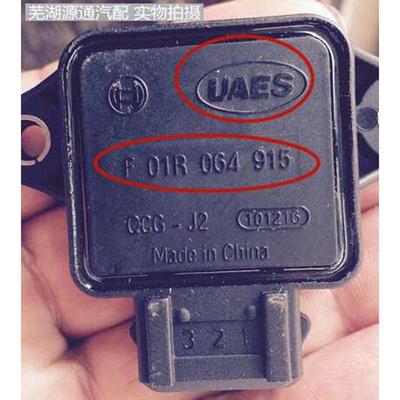 芜湖源通汽配 实物拍摄
UAES
F 01R 064 915
QCG - J2 101216
Made in China
3 2 1